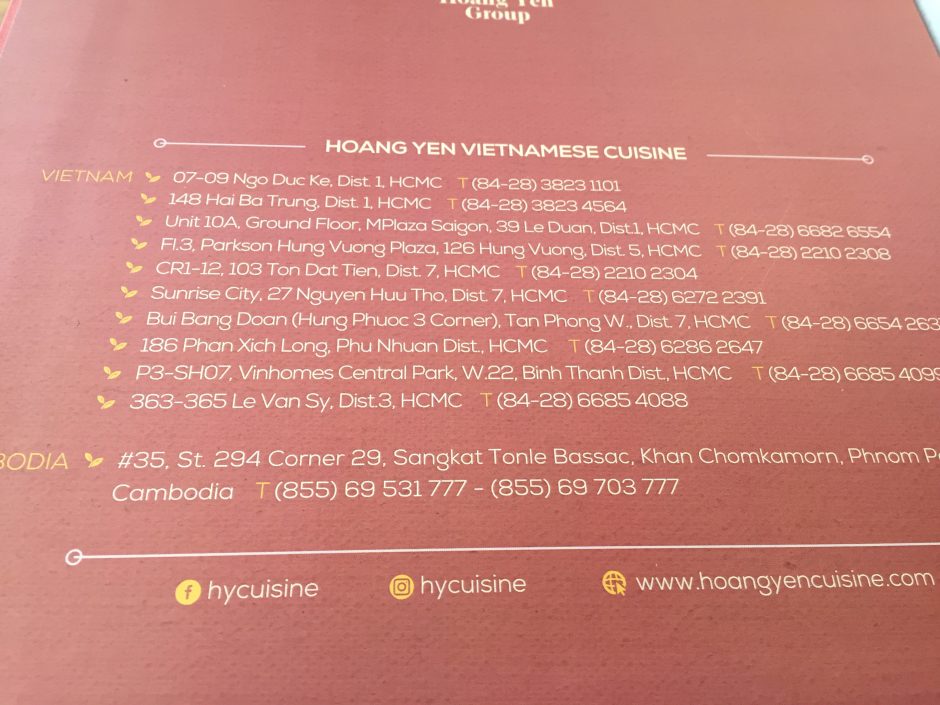 Hoang Yen
Group
HOANG YEN VIETNAMESE CUISINE
VIETNAM 07-09 Ngo Duc Ke, Dist. 1, HCMC T (84-28) 3823 1101
148 Hai Ba Trung, Dist. 1, HCMC T (84-28) 3823 4564
Unit 10A, Ground Floor, MPlaza Saigon, 39 Le Duan, Dist.1, HCMC T (84-28) 6682 6554
Fl.3, Parkson Hung Vuong Plaza, 126 Hung Vuong, Dist. 5, HCMC T (84-28) 2210 2308
CR1-12, 103 Ton Dat Tien, Dist. 7, HCMC T (84-28) 2210 2304
Sunrise City, 27 Nguyen Huu Tho, Dist. 7, HCMC T (84-28) 6272 2391
Bui Bang Doan (Hung Phuoc 3 Corner), Tan Phong W., Dist. 7, HCMC T (84-28) 6654 263
186 Phan Xich Long, Phu Nhuan Dist., HCMC T (84-28) 6286 2647
P3-SH07, Vinhomes Central Park, W.22, Binh Thanh Dist., HCMC T (84-28) 6685 4099
363-365 Le Van Sy, Dist.3, HCMC T (84-28) 6685 4088
BODIA #35, St. 294 Corner 29, Sangkat Tonle Bassac, Khan Chomkamorn, Phnom
Cambodia T (855) 69 531 777 - (855) 69 703 777
hycuisine hycuisine www.hoangyencuisine.com